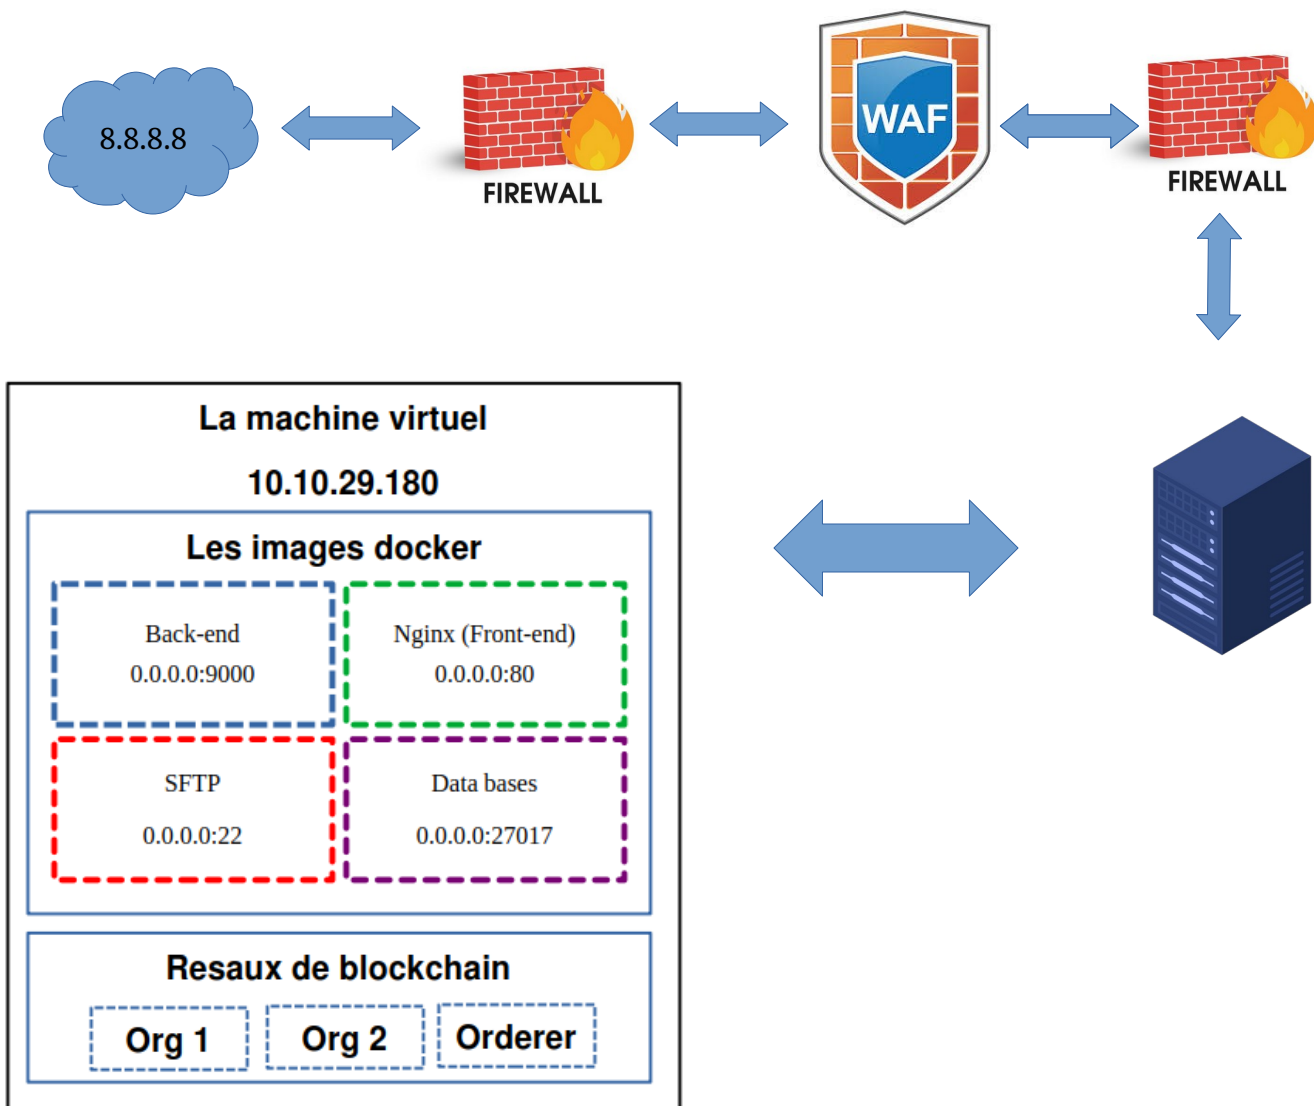 8.8.8.8
FIREWALL
WAF
FIREWALL
La machine virtuel
10.10.29.180
Les images docker
Back-end
0.0.0.0:9000
Nginx (Front-end)
0.0.0.0:80
SFTP
0.0.0.0:22
Data bases
0.0.0.0:27017
Resaux de blockchain
Org 1
Org 2
Orderer